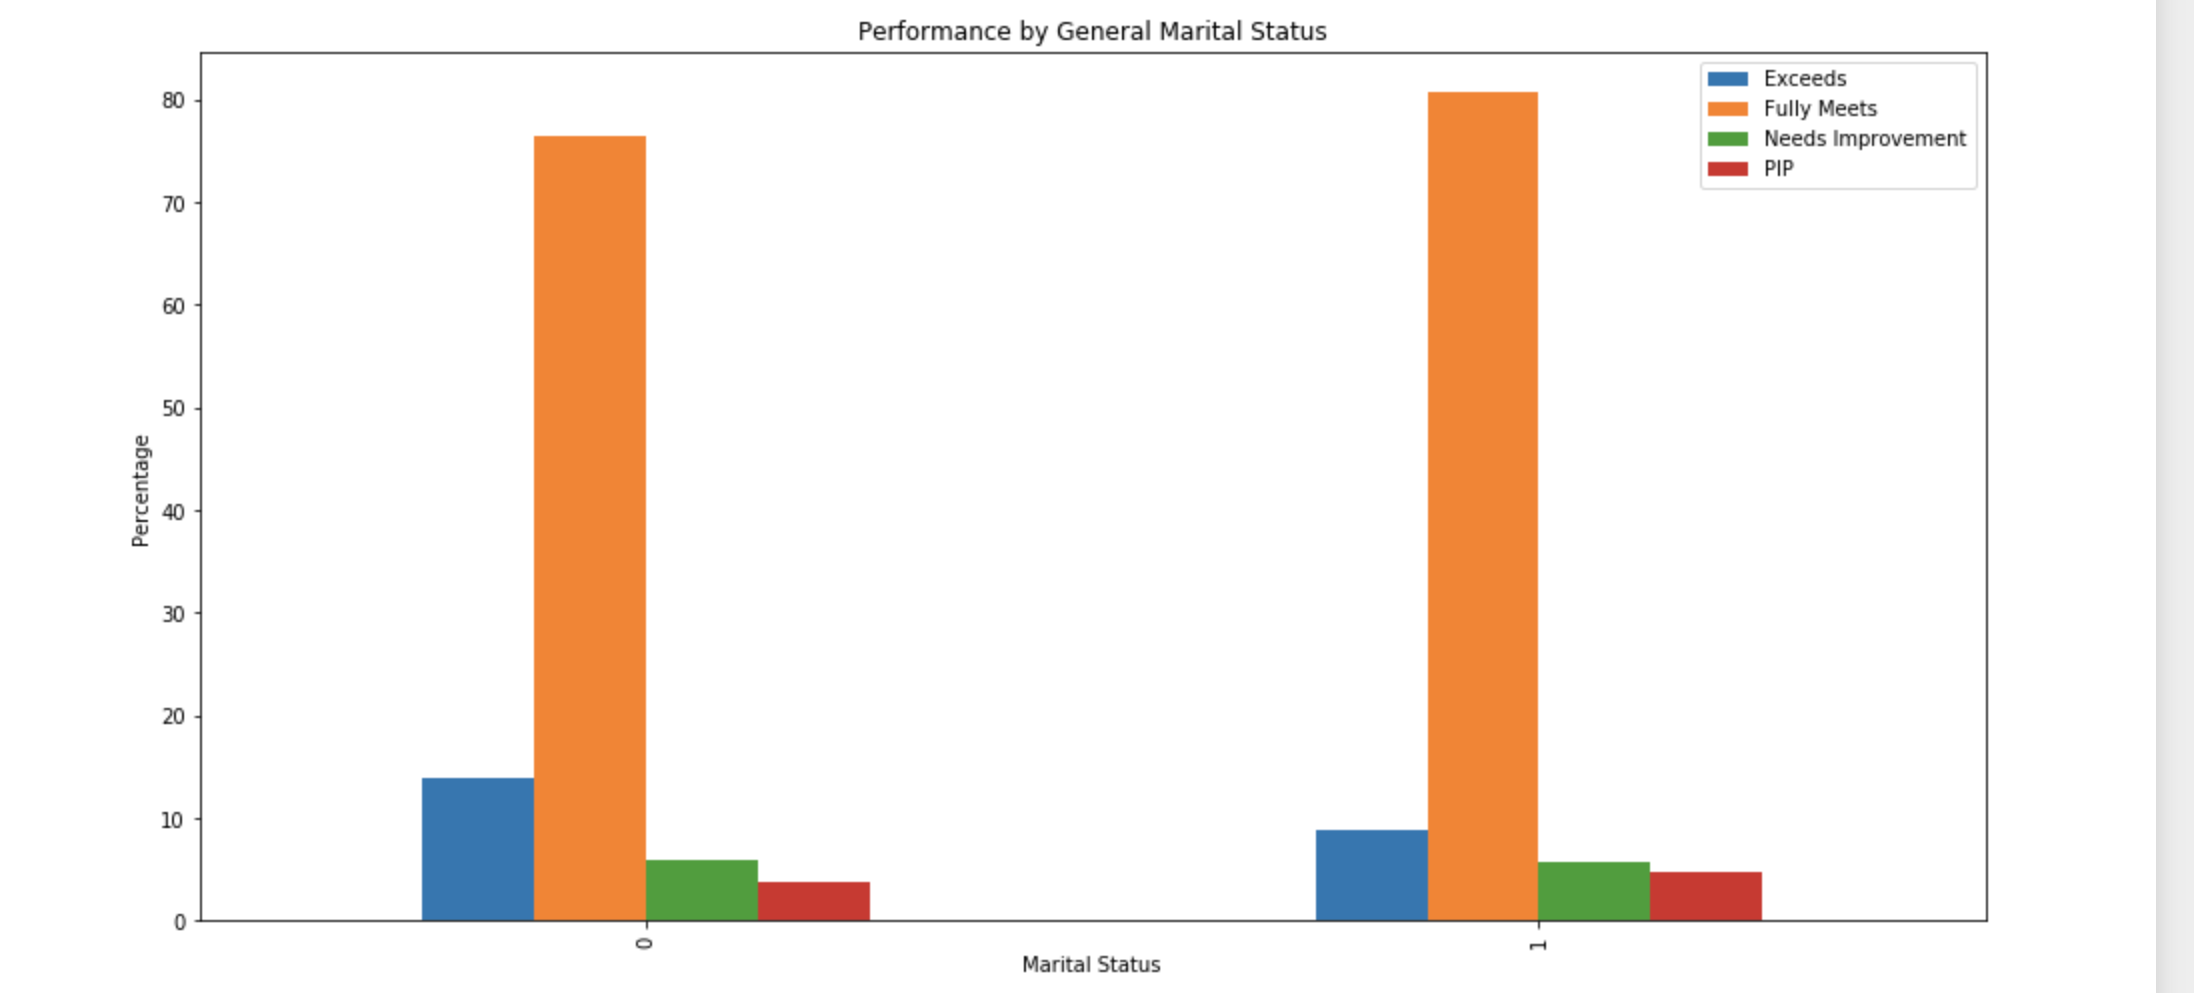 Performance by General Marital Status
Exceeds
Fully Meets
Needs Improvement
PIP
80
70
60
50
40
30
20
10
0
Percentage
0
1
Marital Status